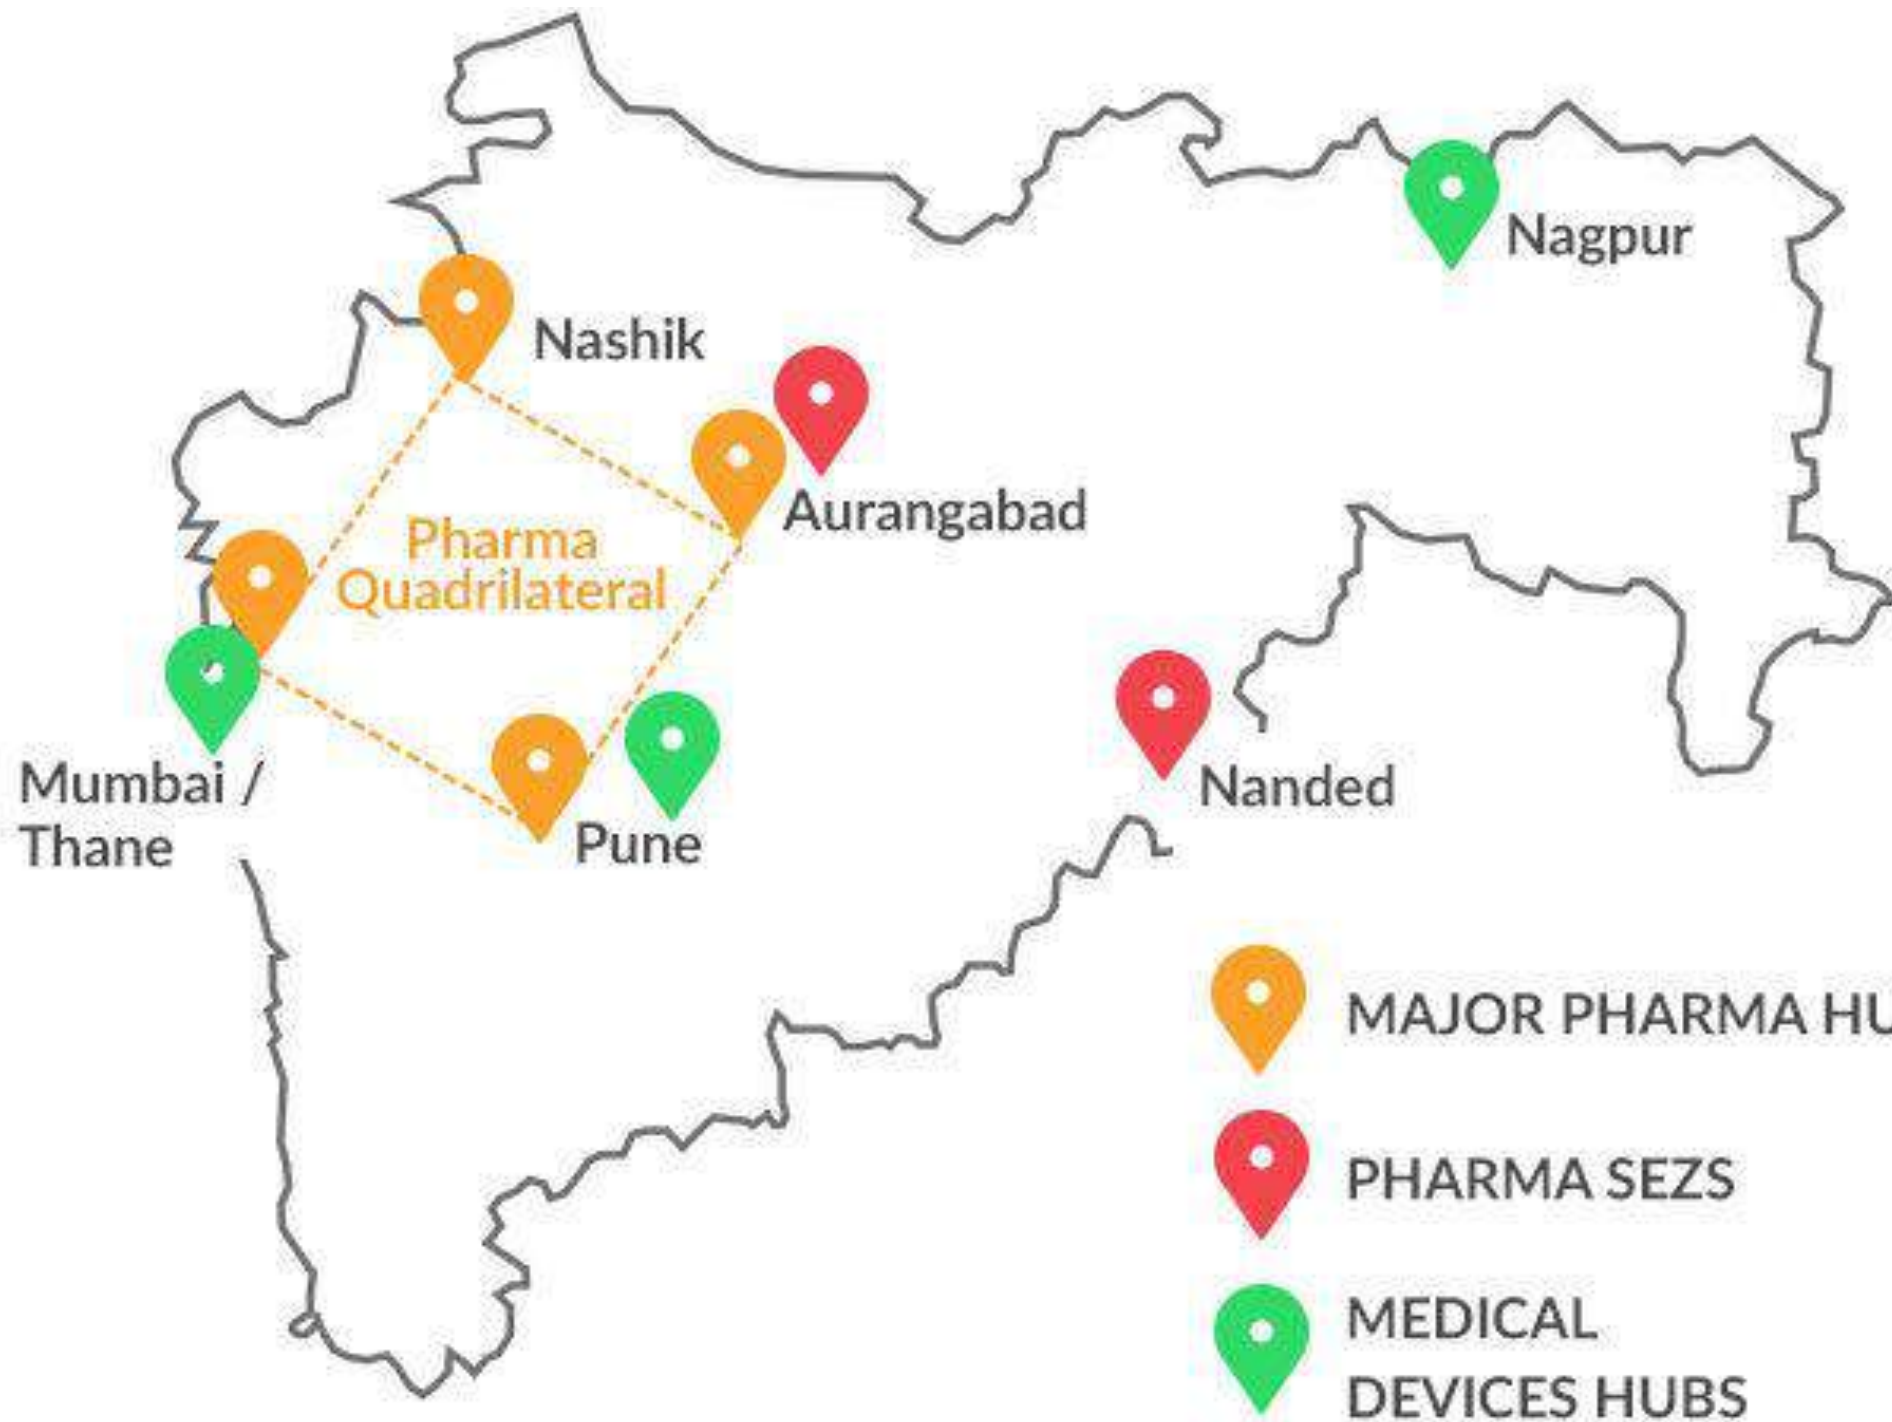 Nagpur
Nashik
Aurangabad
Pharma
Quadrilateral
Mumbai /
Thane
Pune
Nanded
MAJOR PHARMA HU
PHARMA SEZS
MEDICAL
DEVICES HUBS